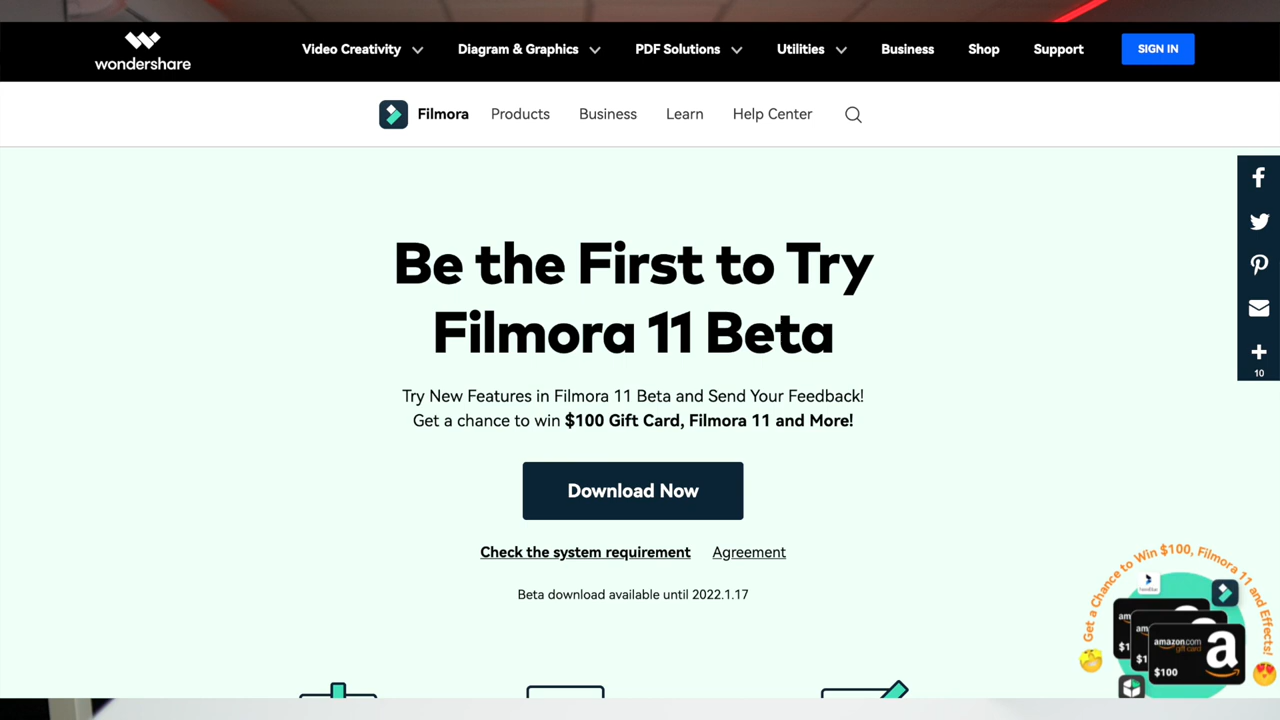 wondershare
Video Creativity
Diagram & Graphics
PDF Solutions
Utilities
Business
Shop
Support
SIGN IN
Filmora
Products
Business
Learn
Help Center
Be the First to Try
Filmora 11 Beta
Try New Features in Filmora 11 Beta and Send Your Feedback!
Get a chance to win $100 Gift Card, Filmora 11 and More!
Download Now
Check the system requirement
Agreement
Beta download available until 2022.1.17
10
Get a Chance to Win $100, Filmora 11 and Effects!
am
$1
am
$1
amazon.com
gift card
a
$100